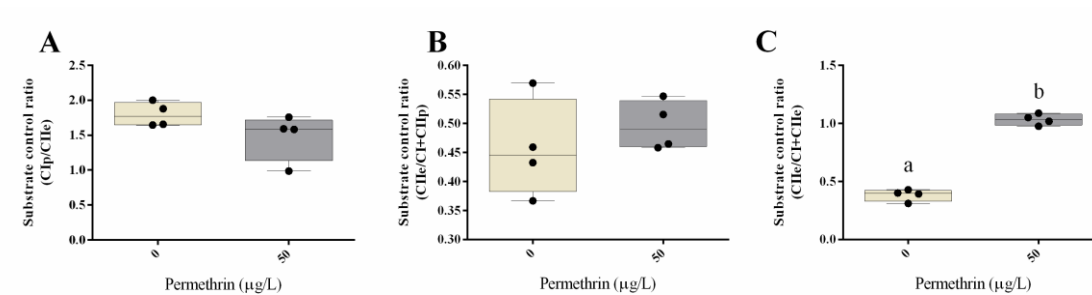 A
Substrate control ratio
(CIp/CIIe)
2.5
2.0
1.5
1.0
0.5
0.0
0
50
Permethrin (µg/L)
B
Substrate control ratio
(CIIe/CI+CIIp)
0.60
0.55
0.50
0.45
0.40
0.35
0.30
0
50
Permethrin (µg/L)
C
Substrate control ratio
(CIIe/CI+CIIe)
1.5
1.0
0.5
0.0
a
b
0
50
Permethrin (µg/L)